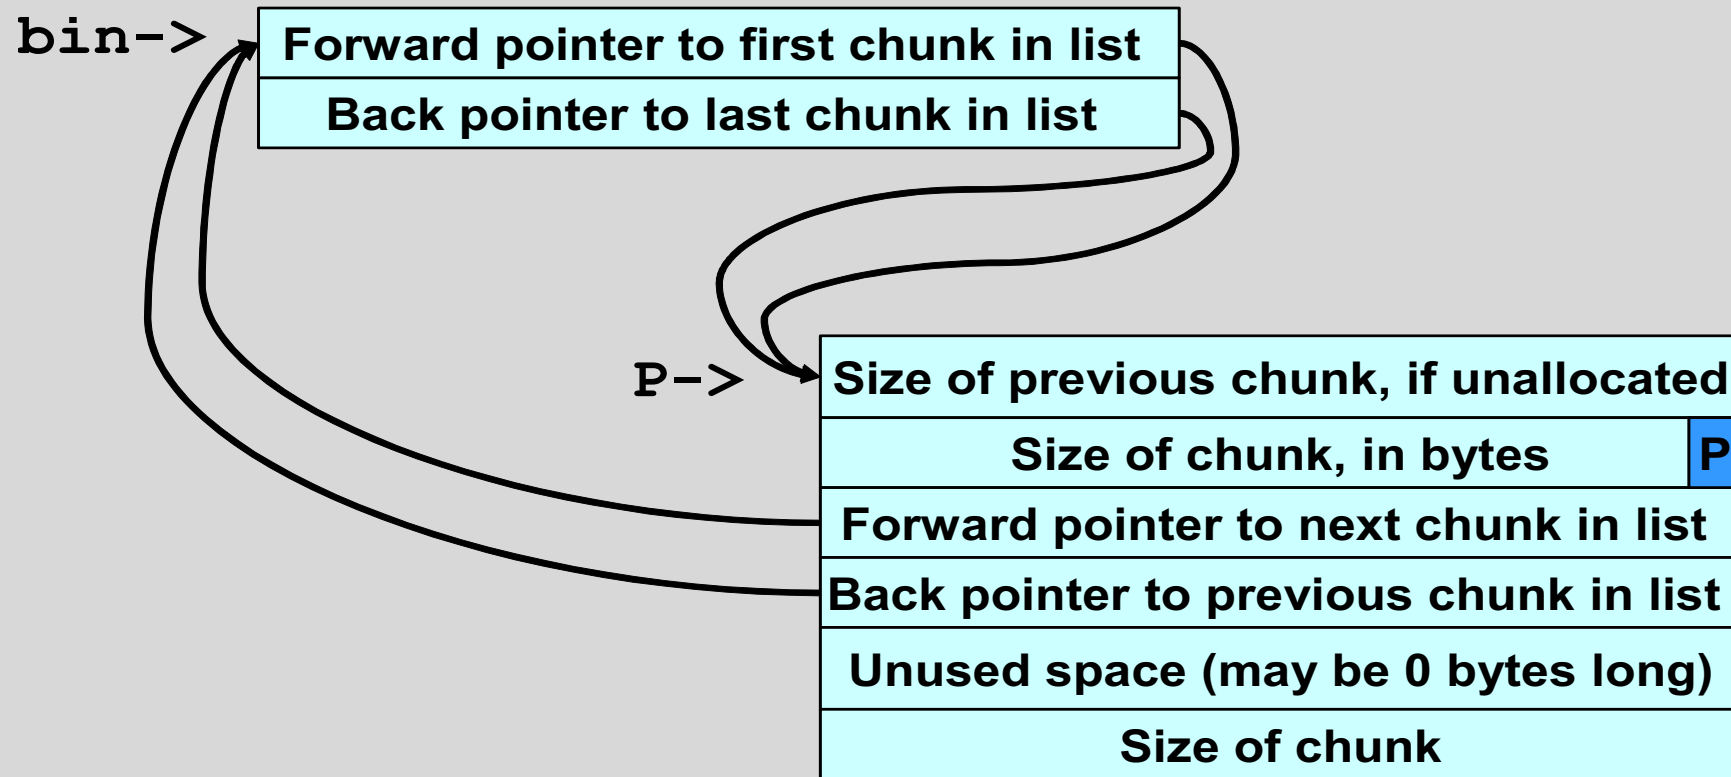 bin->
Forward pointer to first chunk in list
Back pointer to last chunk in list
P->
Size of previous chunk, if unallocated
Size of chunk, in bytes P
Forward pointer to next chunk in list
Back pointer to previous chunk in list
Unused space (may be 0 bytes long)
Size of chunk